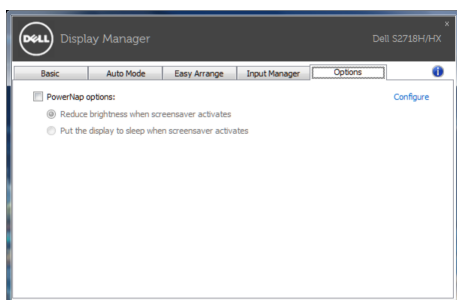 DELL Display Manager
Dell S2718H/HX
Basic Auto Mode Easy Arrange Input Manager Options
PowerNap options:
Configure
Reduce brightness when screensaver activates
Put the display to sleep when screensaver activates